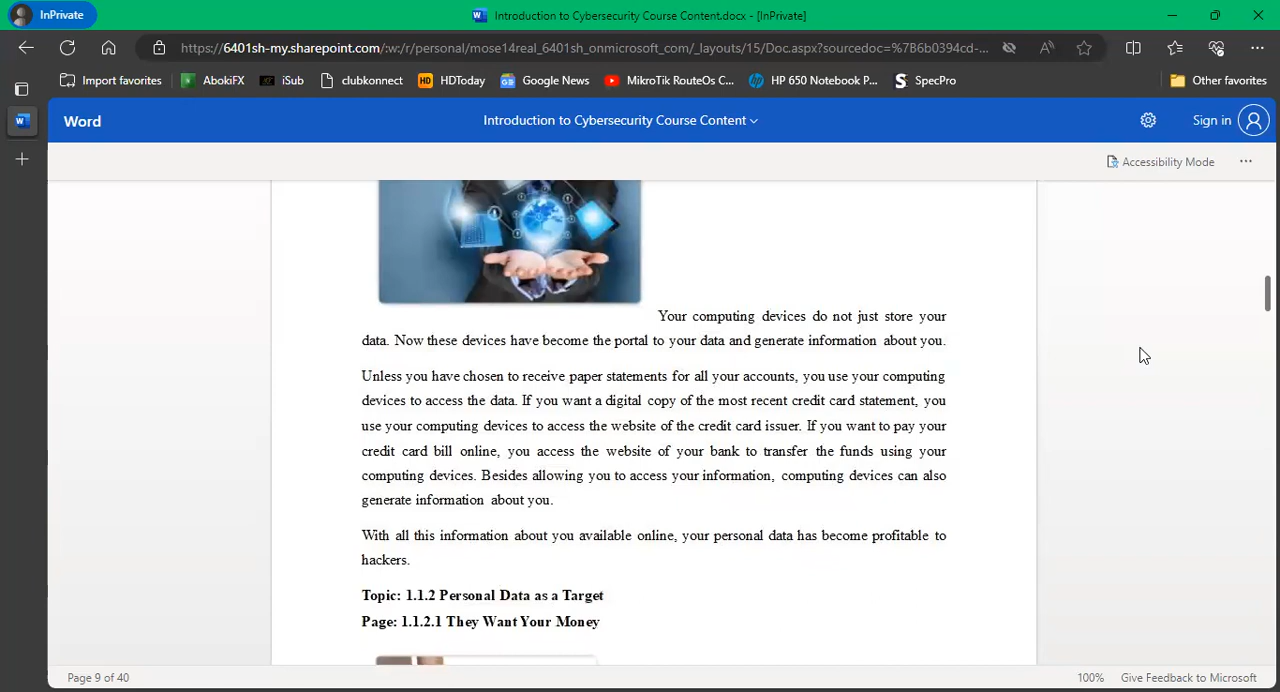 InPrivate
Introduction to Cybersecurity Course Content.docx - [InPrivate]
https://6401sh-my.sharepoint.com/:w:/r/personal/mose14real_6401sh_onmicrosoft_com/_layouts/15/Doc.aspx?sourcedoc=%7B6b0394cd-...
Import favorites
AbokiFX
iSub
clubkonnect
HDToday
Google News
MikroTik RouteOs C...
HP 650 Notebook P...
SpecPro
Other favorites
Word
Introduction to Cybersecurity Course Content
Sign in
Accessibility Mode
Your computing devices do not just store your
data. Now these devices have become the portal to your data and generate information about you.
Unless you have chosen to receive paper statements for all your accounts, you use your computing
devices to access the data. If you want a digital copy of the most recent credit card statement, you
use your computing devices to access the website of the credit card issuer. If you want to pay your
credit card bill online, you access the website of your bank to transfer the funds using your
computing devices. Besides allowing you to access your information, computing devices can also
generate information about you.
With all this information about you available online, your personal data has become profitable to
hackers.
Topic: 1.1.2 Personal Data as a Target
Page: 1.1.2.1 They Want Your Money
Page 9 of 40
100%
Give Feedback to Microsoft